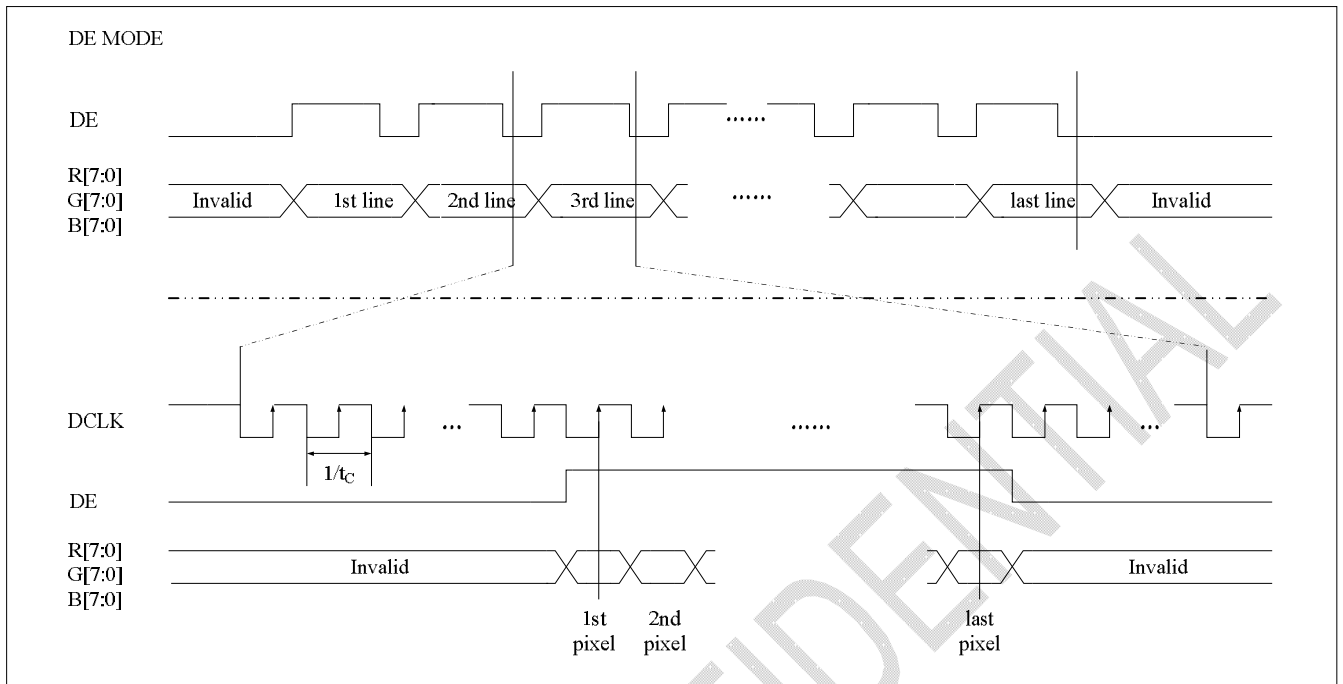 DE MODE
DE
......
R[7:0]
G[7:0]
B[7:0]
Invalid
1st line
2nd line
3rd line
......
last line
Invalid
DCLK
...
......
...
1/tC
DE
R[7:0]
G[7:0]
B[7:0]
Invalid
Invalid
1st
pixel
2nd
pixel
last
pixel
FIDENTIAL